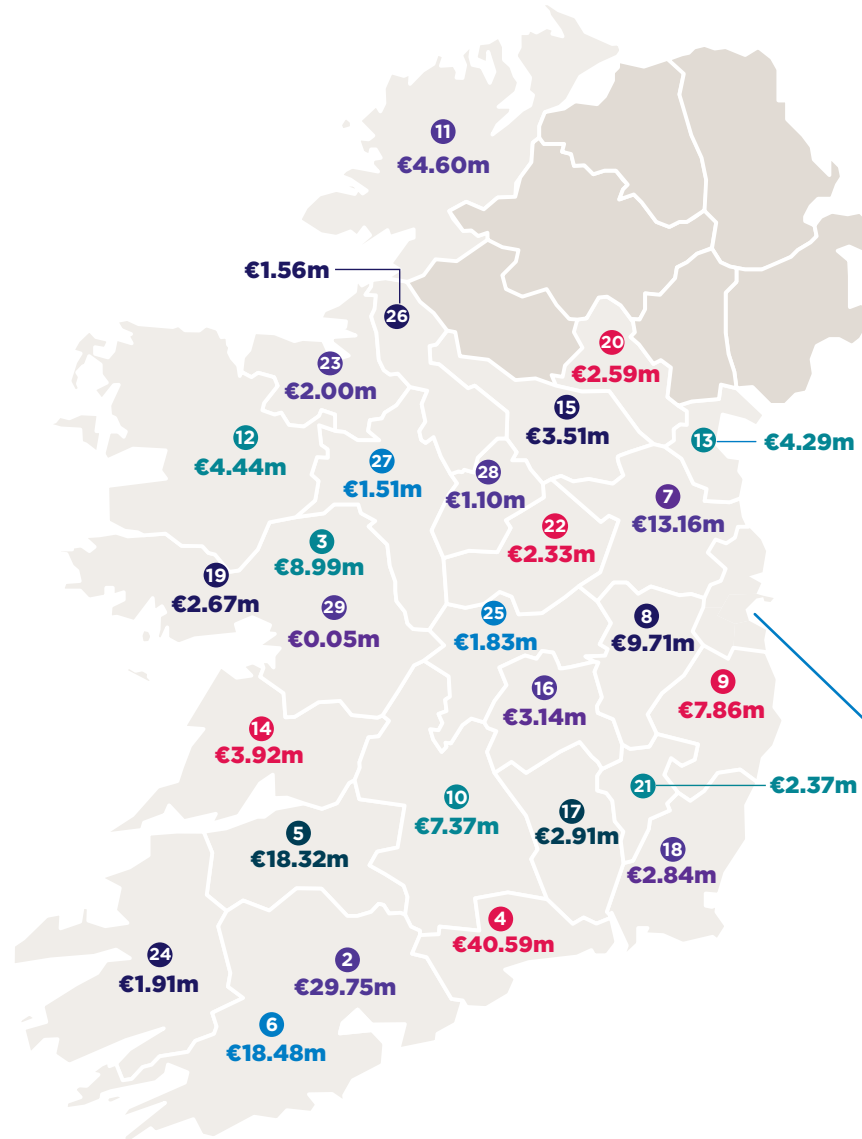 11
€4.60m
€1.56m
26
20
€2.59m
23
€2.00m
15
€3.51m
12
€4.44m
13
€4.29m
27
€1.51m
28
€1.10m
7
€13.16m
22
€2.33m
3
€8.99m
19
€2.67m
29
€0.05m
25
€1.83m
8
€9.71m
16
€3.14m
9
€7.86m
14
€3.92m
21
€2.37m
10
€7.37m
17
€2.91m
5
€18.32m
18
€2.84m
4
€40.59m
24
€1.91m
2
€29.75m
6
€18.48m